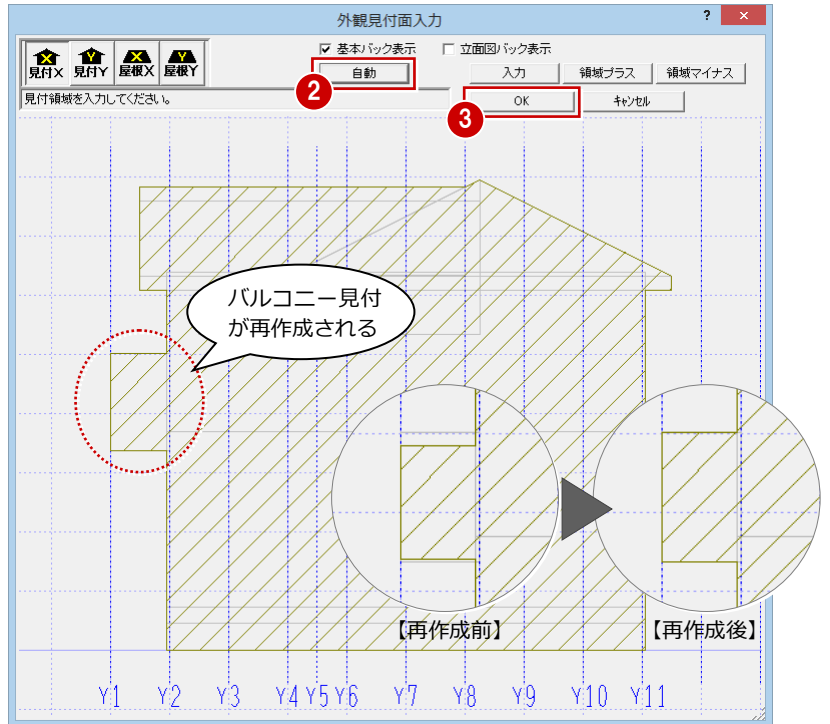 外観見付面入力
? ×
X Y X Y
見付X 見付Y 屋根X 屋根Y
基本バック表示 立面図バック表示
自動 入力 領域プラス 領域マイナス
2
見付領域を入力してください。
OK キャンセル
3
バルコニー見付
が再作成される
【再作成前】 【再作成後】
Y1 Y2 Y3 Y4 Y5 Y6 Y7 Y8 Y9 Y10 Y11